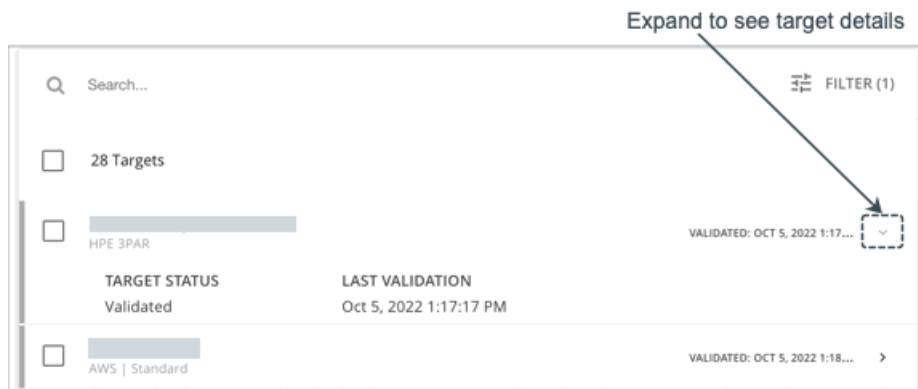 Expand to see target details
Search...
FILTER (1)
28 Targets
HPE 3PAR
VALIDATED: OCT 5, 2022 1:17...
TARGET STATUS
LAST VALIDATION
Validated
Oct 5, 2022 1:17:17 PM
AWS | Standard
VALIDATED: OCT 5, 2022 1:18...